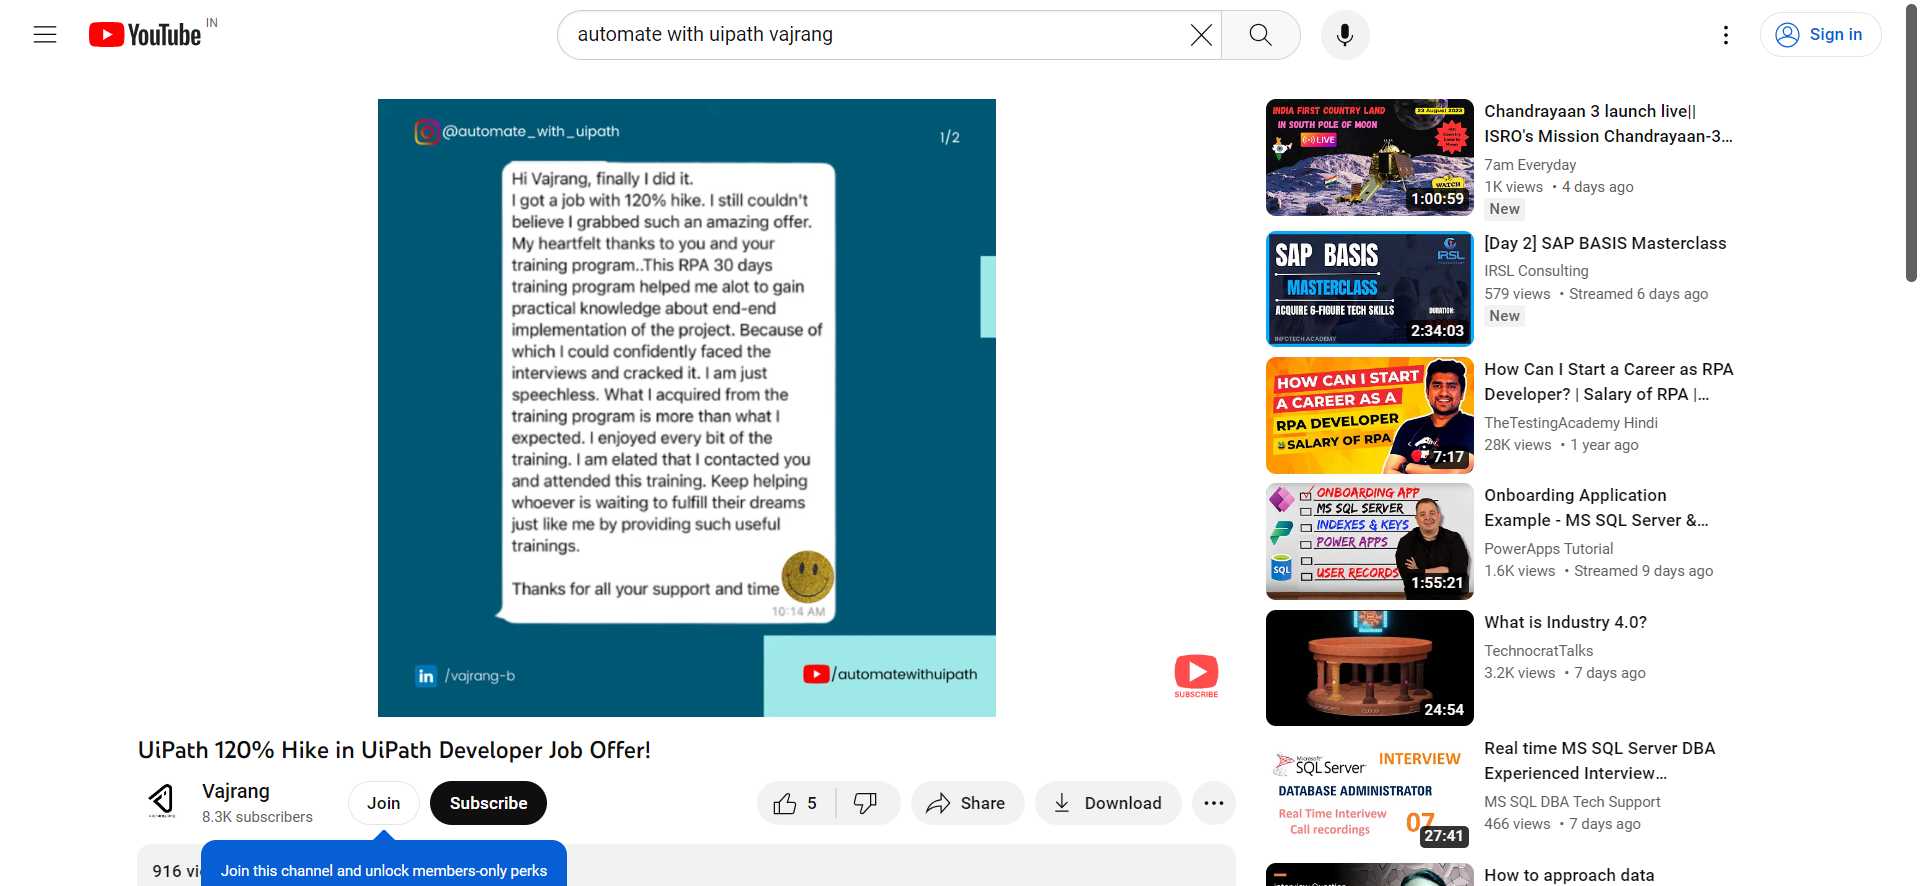 YouTube IN
automate with uipath vajrang
Sign in
@automate_with_uipath
1/2
Hi Vajrang, finally I did it.
I got a job with 120% hike. I still couldn't
believe I grabbed such an amazing offer.
My heartfelt thanks to you and your
training program..This RPA 30 days
training program helped me alot to gain
practical knowledge about end-end
implementation of the project. Because of
which I could confidently faced the
interviews and cracked it. I am just
speechless. What I acquired from the
training program is more than what I
expected. I enjoyed every bit of the
training. I am elated that I contacted you
and attended this training. Keep helping
whoever is waiting to fulfill their dreams
just like me by providing such useful
trainings.
Thanks for all your support and time
10:14 AM
in /vajrang-b
/automatewithuipath
SUBSCRIBE
UiPath 120% Hike in UiPath Developer Job Offer!
Vajrang
8.3K subscribers
Join
Subscribe
5
Share
Download
916 vi
Join this channel and unlock members-only perks
INDIA FIRST COUNTRY LAND
23 August 2023
IN SOUTH POLE OF MOON
LIVE
WATCH
1:00:59
Chandrayaan 3 launch live||
ISRO's Mission Chandrayaan-3...
7am Everyday
1K views • 4 days ago
New
SAP BASIS
IRSL
MASTERCLASS
ACQUIRE 6-FIGURE TECH SKILLS
DURATION:
INFOTECH ACADEMY
2:34:03
[Day 2] SAP BASIS Masterclass
IRSL Consulting
579 views • Streamed 6 days ago
New
HOW CAN I START
A CAREER AS A
RPA DEVELOPER
SALARY OF RPA
7:17
How Can I Start a Career as RPA
Developer? | Salary of RPA |...
TheTestingAcademy Hindi
28K views • 1 year ago
ONBOARDING APP
MS SQL SERVER
INDEXES & KEYS
POWER APPS
SQL
USER RECORDS
1:55:21
Onboarding Application
Example - MS SQL Server &...
PowerApps Tutorial
1.6K views • Streamed 9 days ago
24:54
What is Industry 4.0?
TechnocratTalks
3.2K views • 7 days ago
Microsoft
SQL Server
INTERVIEW
DATABASE ADMINISTRATOR
Real Time Interivew
Call recordings
07
27:41
Real time MS SQL Server DBA
Experienced Interview...
MS SQL DBA Tech Support
466 views • 7 days ago
How to approach data